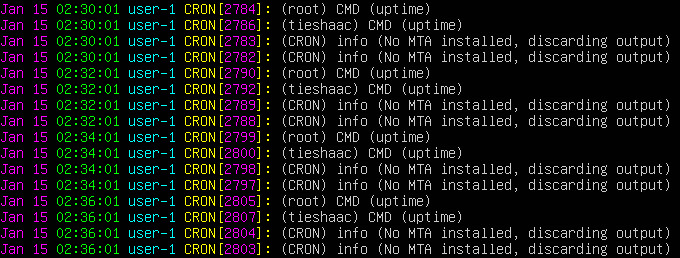 Jan 15 02:30:01 user-1 CRON[2784]: (root) CMD (uptime)
Jan 15 02:30:01 user-1 CRON[2786]: (tieshaac) CMD (uptime)
Jan 15 02:30:01 user-1 CRON[2783]: (CRON) info (No MTA installed, discarding output)
Jan 15 02:30:01 user-1 CRON[2782]: (CRON) info (No MTA installed, discarding output)
Jan 15 02:32:01 user-1 CRON[2790]: (root) CMD (uptime)
Jan 15 02:32:01 user-1 CRON[2792]: (tieshaac) CMD (uptime)
Jan 15 02:32:01 user-1 CRON[2789]: (CRON) info (No MTA installed, discarding output)
Jan 15 02:32:01 user-1 CRON[2788]: (CRON) info (No MTA installed, discarding output)
Jan 15 02:34:01 user-1 CRON[2799]: (root) CMD (uptime)
Jan 15 02:34:01 user-1 CRON[2800]: (tieshaac) CMD (uptime)
Jan 15 02:34:01 user-1 CRON[2798]: (CRON) info (No MTA installed, discarding output)
Jan 15 02:34:01 user-1 CRON[2797]: (CRON) info (No MTA installed, discarding output)
Jan 15 02:36:01 user-1 CRON[2805]: (root) CMD (uptime)
Jan 15 02:36:01 user-1 CRON[2807]: (tieshaac) CMD (uptime)
Jan 15 02:36:01 user-1 CRON[2804]: (CRON) info (No MTA installed, discarding output)
Jan 15 02:36:01 user-1 CRON[2803]: (CRON) info (No MTA installed, discarding output)